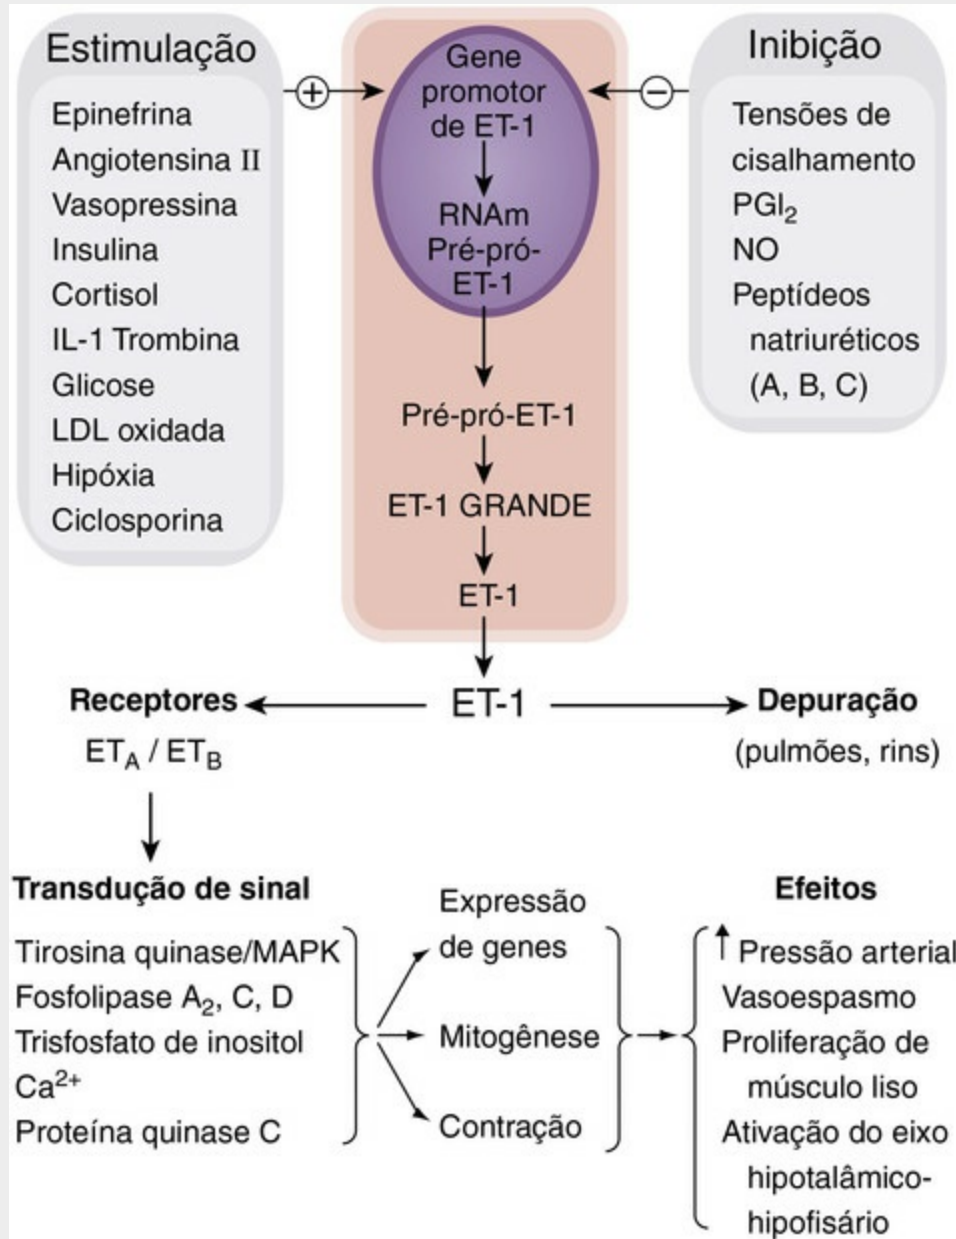 Estimulação
Epinefrina
Angiotensina II
Vasopressina
Insulina
Cortisol
IL-1 Trombina
Glicose
LDL oxidada
Hipóxia
Ciclosporina
+
Gene
promotor
de ET-1
RNAm
Pré-pró-
ET-1
Pré-pró-ET-1
ET-1 GRANDE
ET-1
−
Inibição
Tensões de
cisalhamento
PGI₂
NO
Peptídeos
natriuréticos
(A, B, C)
Receptores
ET-1
Depuração
ETA / ETB
(pulmões, rins)
Transdução de sinal
Tirosina quinase/MAPK
Fosfolipase A₂, C, D
Trisfosfato de inositol
Ca²⁺
Proteína quinase C
Expressão
de genes
Mitogênese
Contração
Efeitos
↑ Pressão arterial
Vasoespasmo
Proliferação de
músculo liso
Ativação do eixo
hipotalâmico-
hipofisário